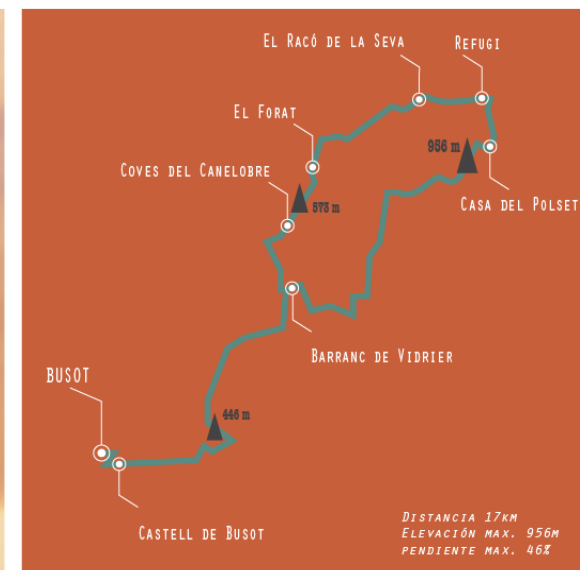 El Racó de la Seva
Refugi
El Forat
956 m
Coves del Canelobre
573 m
Casa del Polset
Barranc de Vidrier
BUSOT
446 m
Castell de Busot
Distancia 17km
Elevación max. 956m
pendiente max. 46%